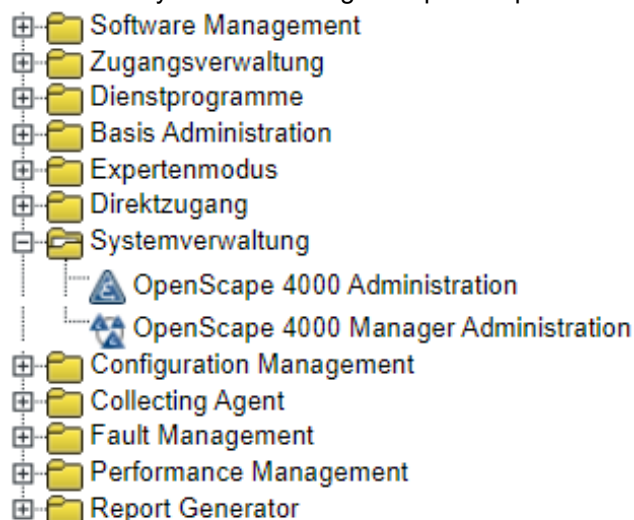 Software Management
Zugangsverwaltung
Dienstprogramme
Basis Administration
Expertenmodus
Direktzugang
Systemverwaltung
OpenScape 4000 Administration
OpenScape 4000 Manager Administration
Configuration Management
Collecting Agent
Fault Management
Performance Management
Report Generator